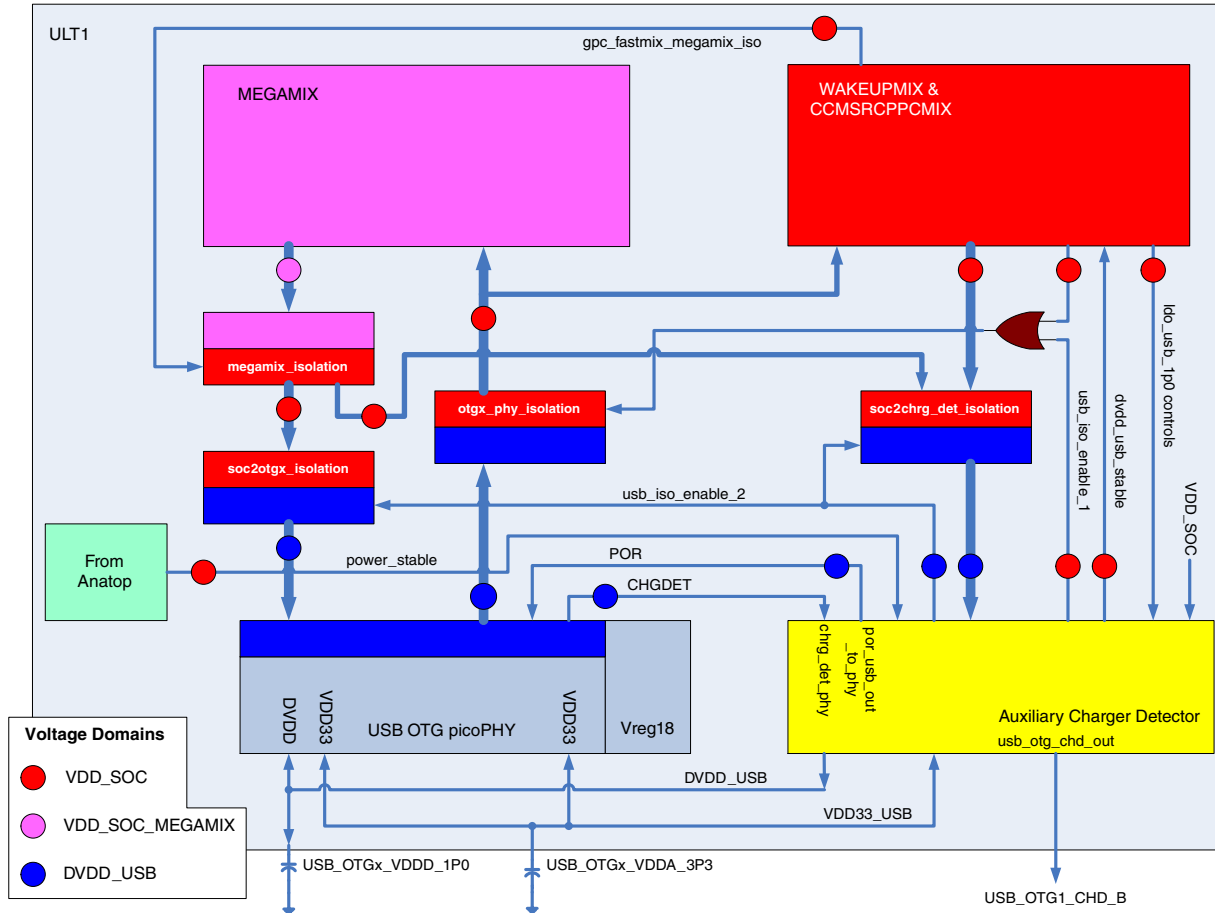 ULT1
gpc_fastmix_megamix_iso
MEGAMIX
WAKEUPMIX &
CCMSRCPPCMIX
megamix_isolation
otgx_phy_isolation
soc2chrg_det_isolation
ldo_usb_1p0 controls
usb_iso_enable_1
dvdd_usb_stable
soc2otgx_isolation
usb_iso_enable_2
VDD_SOC
From
Anatop
power_stable
POR
CHGDET
chrg_det_phy
por_usb_out
_to_phy
DVDD
VDD33
USB OTG picoPHY
VDD33
Vreg18
Auxiliary Charger Detector
usb_otg_chd_out
Voltage Domains
VDD_SOC
VDD_SOC_MEGAMIX
DVDD_USB
DVDD_USB
VDD33_USB
USB_OTGx_VDDD_1P0
USB_OTGx_VDDA_3P3
USB_OTG1_CHD_B